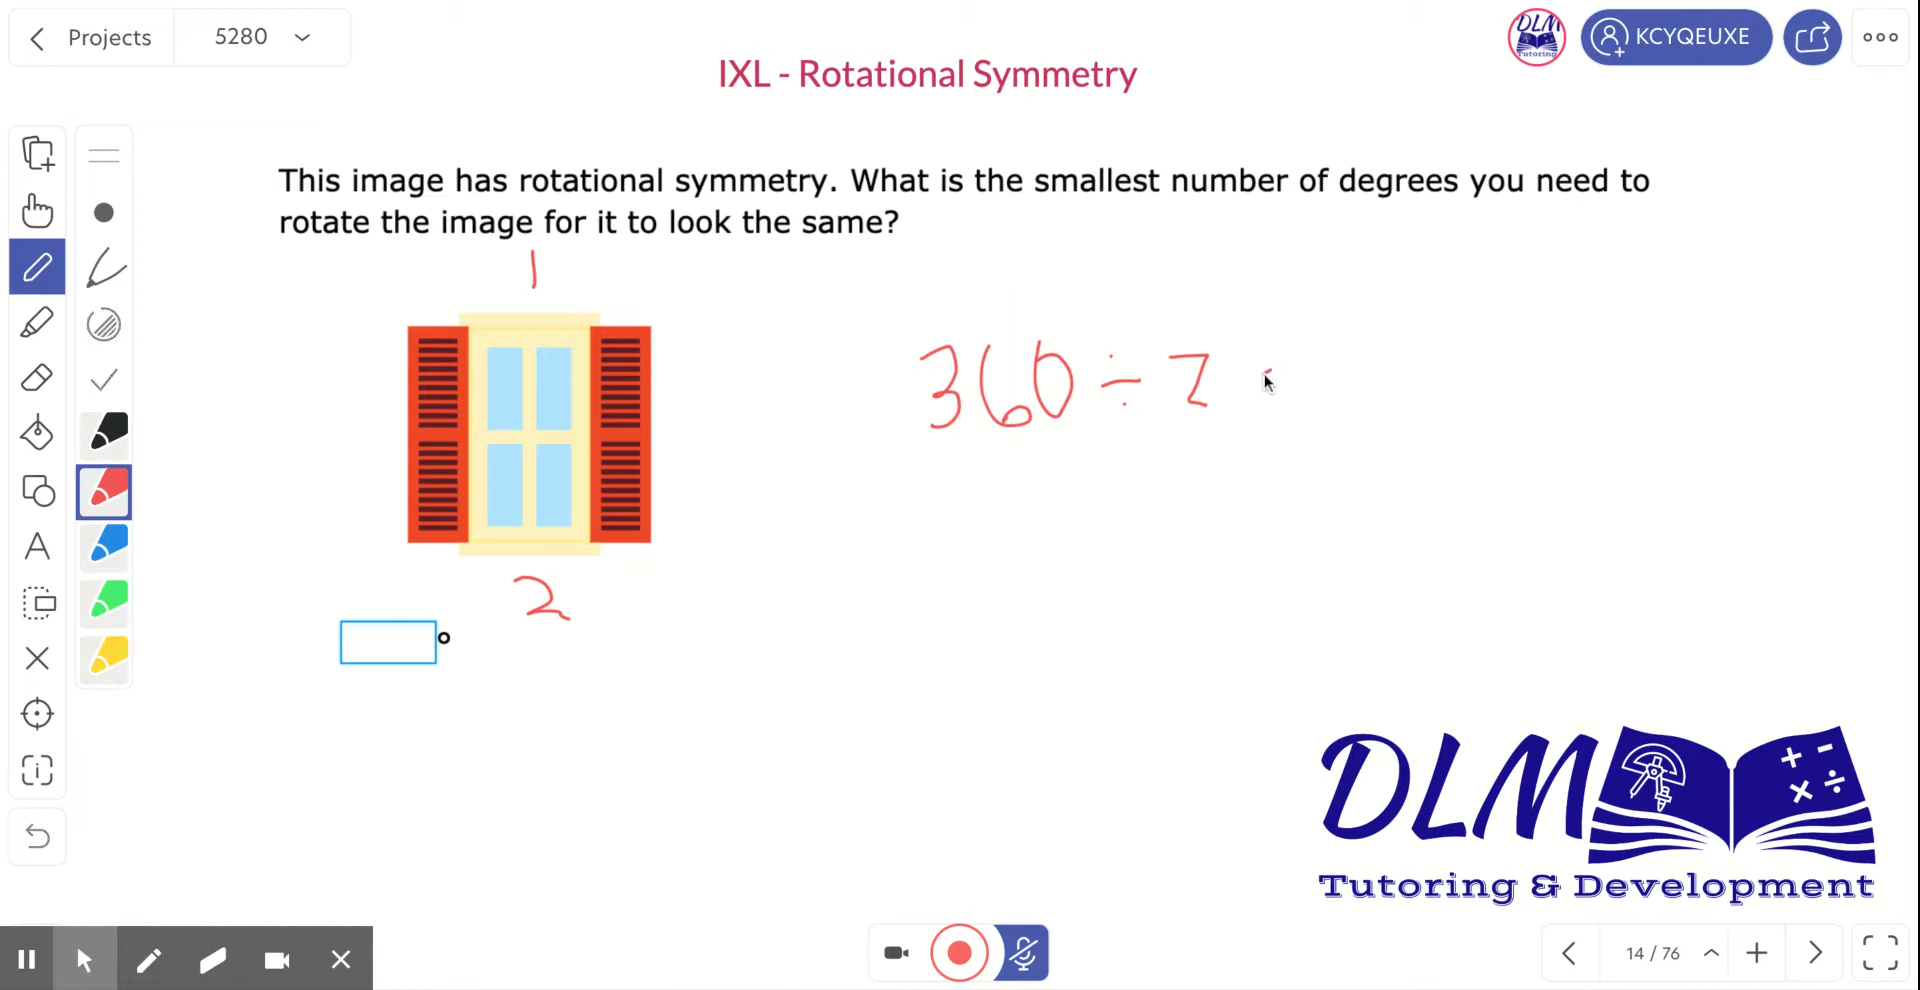 Projects 5280
DLM
Tutoring
KCYQEUXE
IXL - Rotational Symmetry
This image has rotational symmetry. What is the smallest number of degrees you need to
rotate the image for it to look the same?
1
360 ÷ 2
2
°
A
DLM
Tutoring & Development
14 / 76